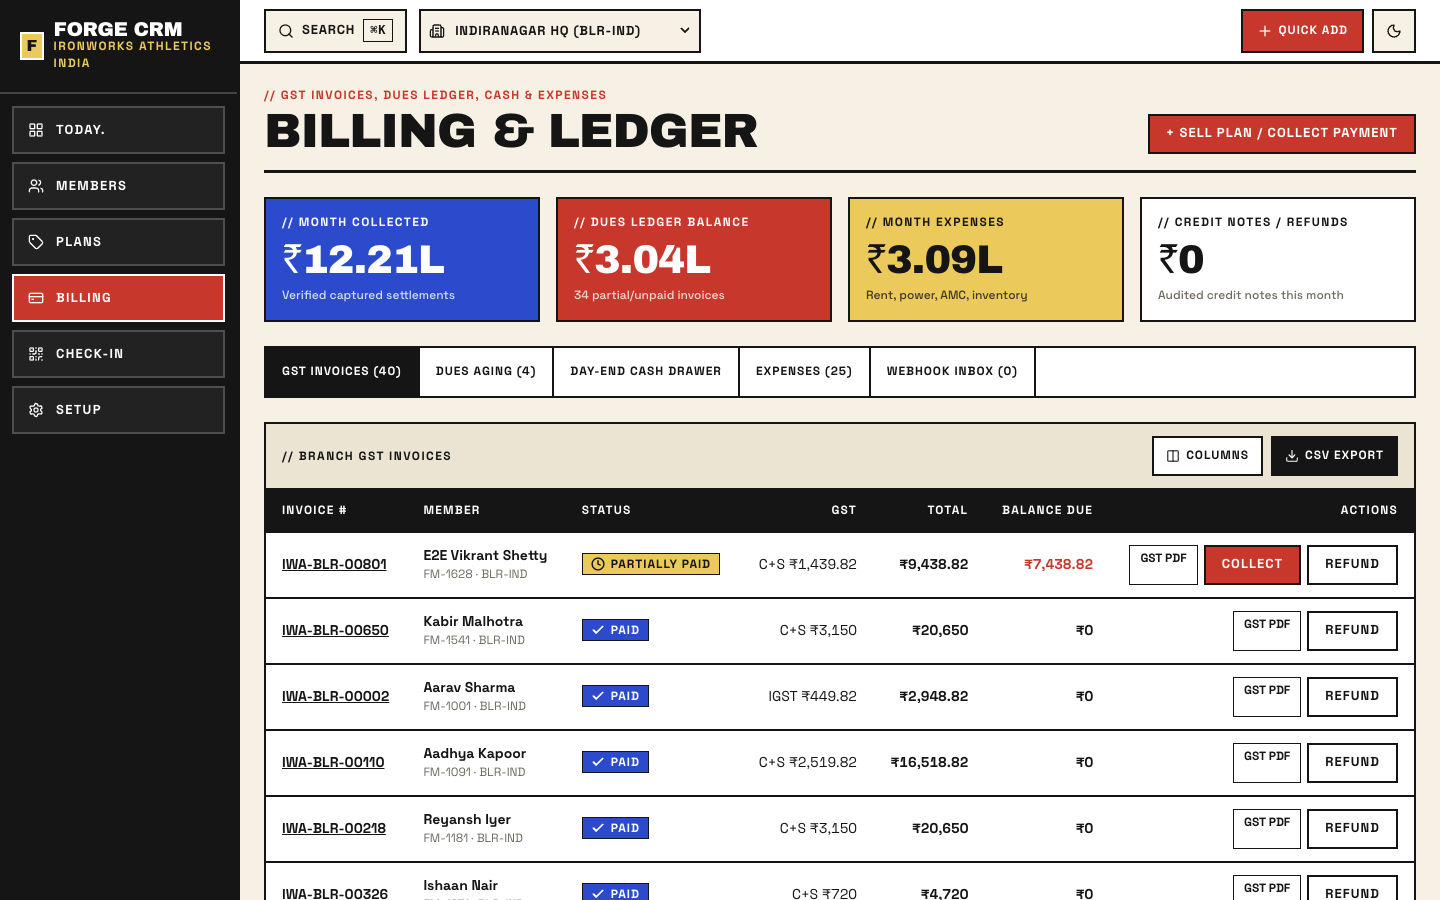 F
FORGE CRM
IRONWORKS ATHLETICS
INDIA
TODAY.
MEMBERS
PLANS
BILLING
CHECK-IN
SETUP
SEARCH ⌘K
INDIRANAGAR HQ (BLR-IND)
+ QUICK ADD
// GST INVOICES, DUES LEDGER, CASH & EXPENSES
BILLING & LEDGER
+ SELL PLAN / COLLECT PAYMENT
// MONTH COLLECTED
₹12.21L
Verified captured settlements
// DUES LEDGER BALANCE
₹3.04L
34 partial/unpaid invoices
// MONTH EXPENSES
₹3.09L
Rent, power, AMC, inventory
// CREDIT NOTES / REFUNDS
₹0
Audited credit notes this month
GST INVOICES (40) DUES AGING (4) DAY-END CASH DRAWER EXPENSES (25) WEBHOOK INBOX (0)
// BRANCH GST INVOICES
COLUMNS CSV EXPORT
INVOICE # MEMBER STATUS GST TOTAL BALANCE DUE ACTIONS
IWA-BLR-00801 E2E Vikrant Shetty PARTIALLY PAID C+S ₹1,439.82 ₹9,438.82 ₹7,438.82 GST PDF COLLECT REFUND
FM-1628 · BLR-IND
IWA-BLR-00650 Kabir Malhotra PAID C+S ₹3,150 ₹20,650 ₹0 GST PDF REFUND
FM-1541 · BLR-IND
IWA-BLR-00002 Aarav Sharma PAID IGST ₹449.82 ₹2,948.82 ₹0 GST PDF REFUND
FM-1001 · BLR-IND
IWA-BLR-00110 Aadhya Kapoor PAID C+S ₹2,519.82 ₹16,518.82 ₹0 GST PDF REFUND
FM-1091 · BLR-IND
IWA-BLR-00218 Reyansh Iyer PAID C+S ₹3,150 ₹20,650 ₹0 GST PDF REFUND
FM-1181 · BLR-IND
IWA-BLR-00326 Ishaan Nair PAID C+S ₹720 ₹4,720 ₹0 GST PDF REFUND